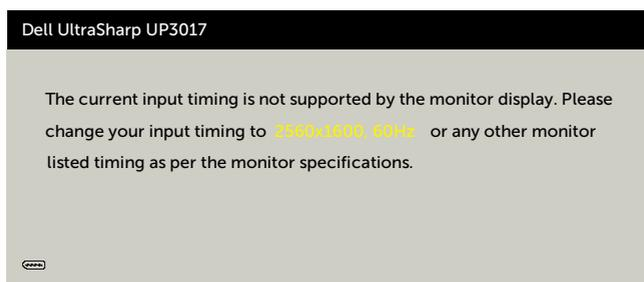 Dell UltraSharp UP3017
The current input timing is not supported by the monitor display. Please
change your input timing to 2560x1600, 60Hz or any other monitor
listed timing as per the monitor specifications.